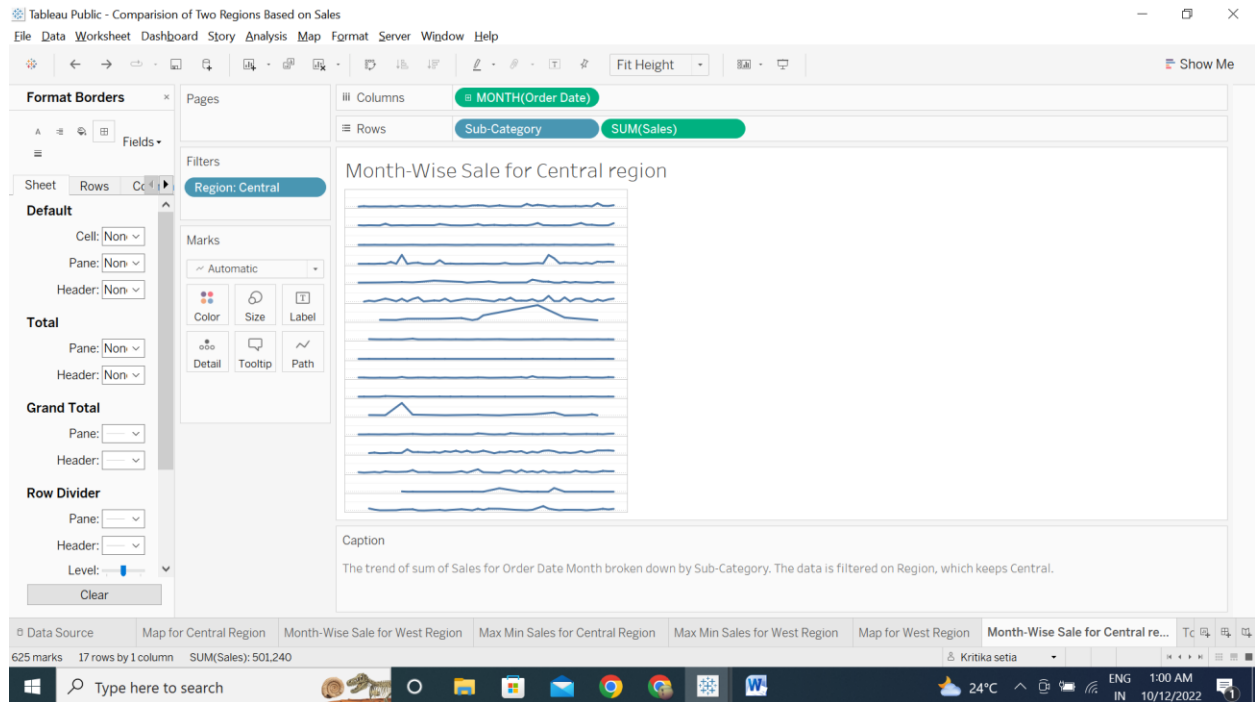 Tableau Public - Comparision of Two Regions Based on Sales
File Data Worksheet Dashboard Story Analysis Map Format Server Window Help
Fit Height
Show Me
Format Borders
Fields
Sheet Rows
Default
Cell: Non
Pane: Non
Header: Non
Total
Pane: Non
Header: Non
Grand Total
Pane:
Header:
Row Divider
Pane:
Header:
Level:
Clear
Pages
Filters
Region: Central
Marks
Automatic
Color Size Label
Detail Tooltip Path
Columns MONTH(Order Date)
Rows Sub-Category SUM(Sales)
Month-Wise Sale for Central region
Caption
The trend of sum of Sales for Order Date Month broken down by Sub-Category. The data is filtered on Region, which keeps Central.
Data Source Map for Central Region Month-Wise Sale for West Region Max Min Sales for Central Region Max Min Sales for West Region Map for West Region Month-Wise Sale for Central re...
625 marks 17 rows by 1 column SUM(Sales): 501,240 Kritika setia
Type here to search 24°C ENG IN 1:00 AM 10/12/2022 1